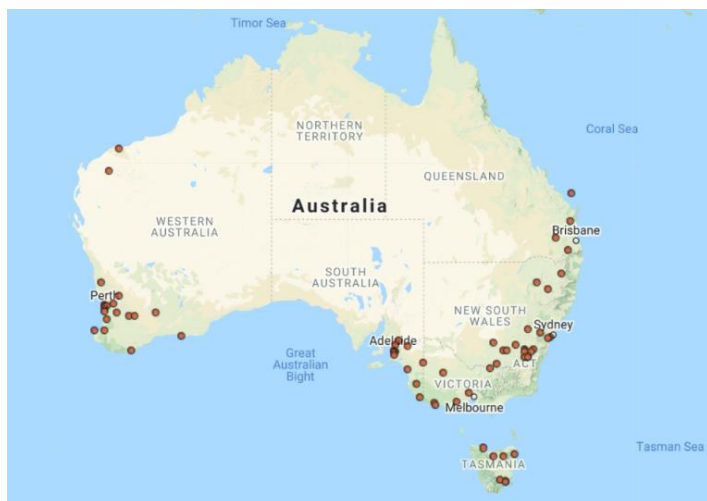 Timor Sea
NORTHERN
TERRITORY
Coral Sea
QUEENSLAND
Australia
WESTERN
AUSTRALIA
Brisbane
SOUTH
AUSTRALIA
Perth
NEW SOUTH
WALES
Sydney
Adelaide
Great
Australian
Bight
ACT
VICTORIA
Melbourne
Tasman Sea
TASMANIA